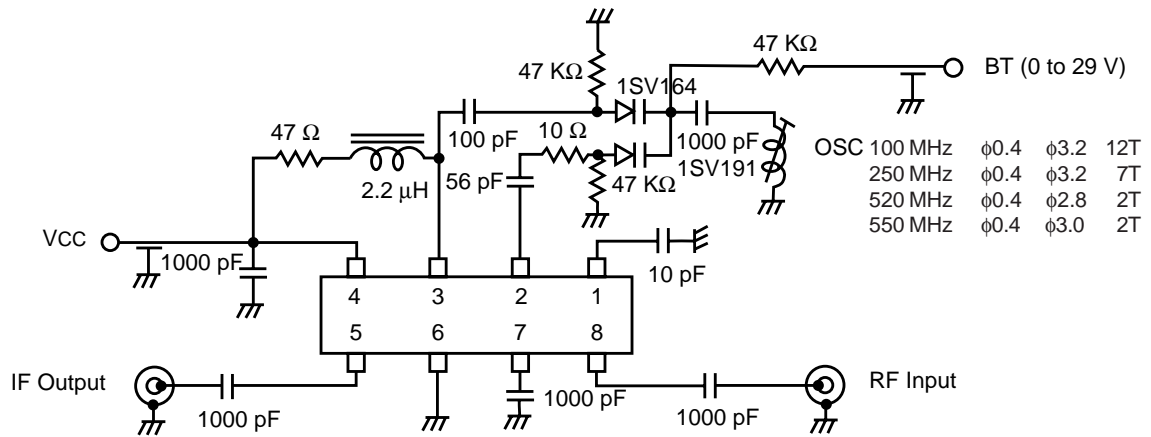 47 KΩ
47 KΩ
BT (0 to 29 V)
1SV164
100 pF
10 Ω
1000 pF
47 Ω
2.2 μH
56 pF
47 KΩ
1SV191
OSC 100 MHz φ0.4 φ3.2 12T
250 MHz φ0.4 φ3.2 7T
520 MHz φ0.4 φ2.8 2T
550 MHz φ0.4 φ3.0 2T
VCC
1000 pF
10 pF
4 3 2 1
5 6 7 8
IF Output
1000 pF
1000 pF
1000 pF
RF Input